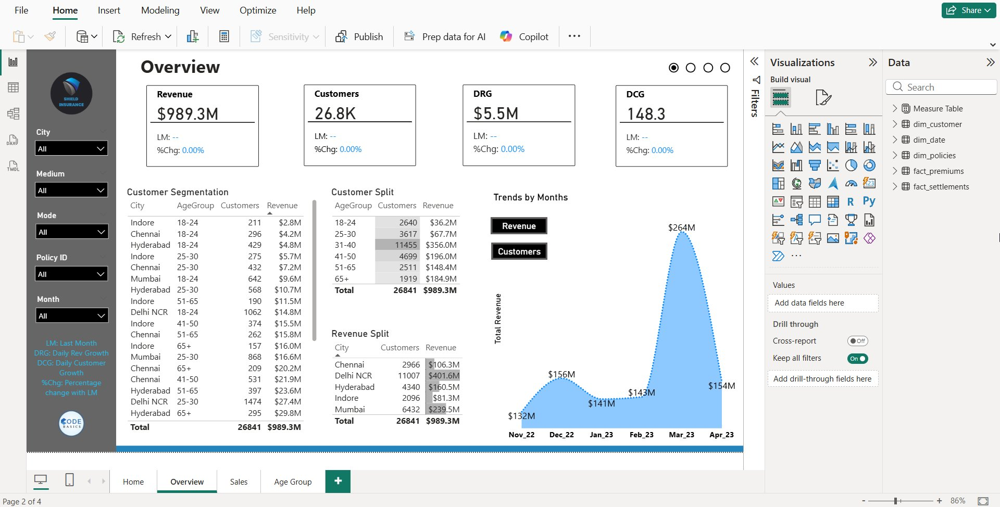 File Home Insert Modeling View Optimize Help Share
Refresh Sensitivity Publish Prep data for AI Copilot
SHIELD
INSURANCE
City
All
Medium
All
Mode
All
Policy ID
All
Month
All
LM: Last Month
DRG: Daily Rev Growth
DCG: Daily Customer
Growth
%Chg: Percentage
change with LM
CODE
BASICS
DAX
TMDL
Overview
Revenue
$989.3M
LM: --
%Chg: 0.00%
Customers
26.8K
LM: --
%Chg: 0.00%
DRG
$5.5M
LM: --
%Chg: 0.00%
DCG
148.3
LM: --
%Chg: 0.00%
Customer Segmentation
City AgeGroup Customers Revenue
Indore 18-24 211 $2.8M
Chennai 18-24 296 $4.2M
Hyderabad 18-24 429 $4.8M
Indore 25-30 275 $5.7M
Chennai 25-30 432 $7.2M
Mumbai 18-24 642 $9.6M
Hyderabad 25-30 568 $10.7M
Indore 51-65 190 $11.5M
Delhi NCR 18-24 1062 $14.8M
Indore 41-50 374 $15.5M
Chennai 51-65 262 $15.8M
Indore 65+ 157 $16.0M
Mumbai 25-30 868 $16.6M
Chennai 65+ 209 $20.2M
Chennai 41-50 531 $21.9M
Hyderabad 51-65 397 $23.6M
Delhi NCR 25-30 1474 $27.4M
Hyderabad 65+ 295 $29.8M
Total 26841 $989.3M
Customer Split
AgeGroup Customers Revenue
18-24 2640 $36.2M
25-30 3617 $67.7M
31-40 11455 $356.0M
41-50 4699 $196.0M
51-65 2511 $148.4M
65+ 1919 $184.9M
Total 26841 $989.3M
Revenue Split
City Customers Revenue
Chennai 2966 $106.3M
Delhi NCR 11007 $401.6M
Hyderabad 4340 $160.5M
Indore 2096 $81.3M
Mumbai 6432 $239.5M
Total 26841 $989.3M
Trends by Months
Revenue
Customers
Total Revenue
$132M $156M $141M $143M $264M $154M
Nov_22 Dec_22 Jan_23 Feb_23 Mar_23 Apr_23
Filters
Visualizations
Build visual
123
R Py
Values
Add data fields here
Drill through
Cross-report Off
Keep all filters On
Add drill-through fields here
Data
Search
Measure Table
dim_customer
dim_date
dim_policies
fact_premiums
fact_settlements
Home Overview Sales Age Group +
Page 2 of 4
- + 86%